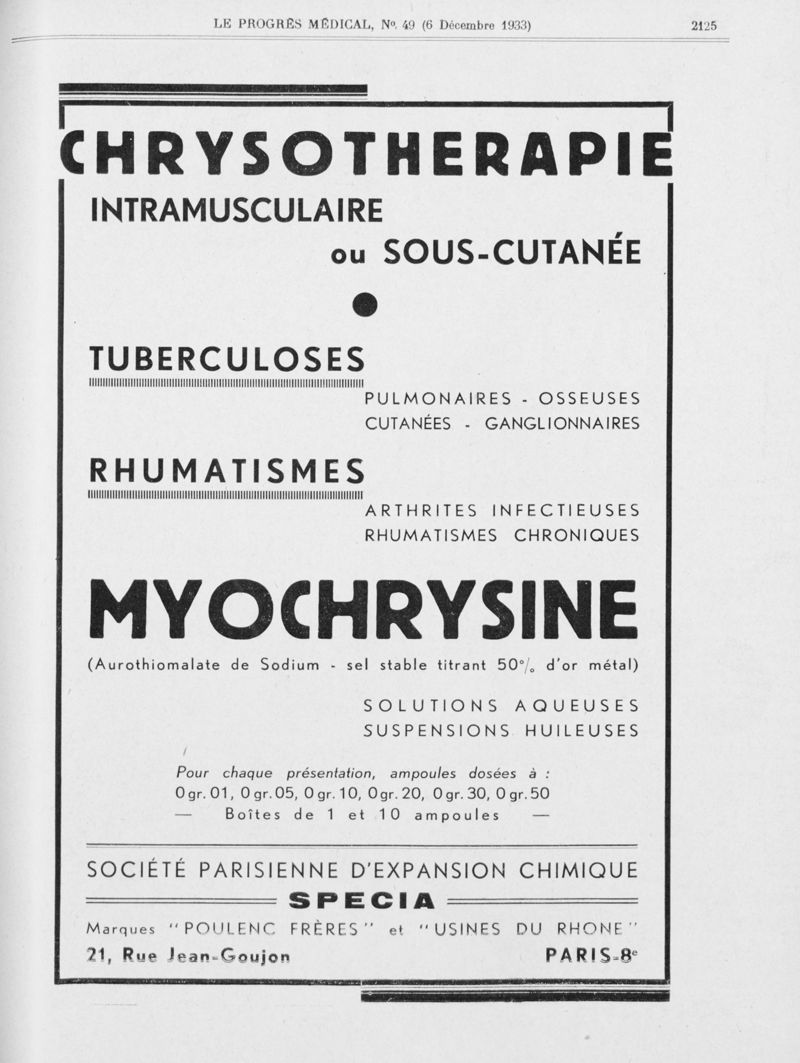 LE PROGRÈS MÉDICAL, No. 49 (6 Décembre 1933) 2125
CHRYSOTHERAPIE
INTRAMUSCULAIRE
ou SOUS-CUTANÉE
TUBERCULOSES
PULMONAIRES - OSSEUSES
CUTANÉES - GANGLIONNAIRES
RHUMATISMES
ARTHRITES INFECTIEUSES
RHUMATISMES CHRONIQUES
MYOCHRYSINE
(Aurothiomalate de Sodium - sel stable titrant 50% d'or métal)
SOLUTIONS AQUEUSES
SUSPENSIONS HUILEUSES
Pour chaque présentation, ampoules dosées à :
0 gr. 01, 0 gr. 05, 0 gr. 10, 0 gr. 20, 0 gr. 30, 0 gr. 50
— Boîtes de 1 et 10 ampoules —
SOCIÉTÉ PARISIENNE D'EXPANSION CHIMIQUE
SPECIA
Marques "POULENC FRÈRES" et "USINES DU RHONE"
21, Rue Jean-Goujon PARIS-8e